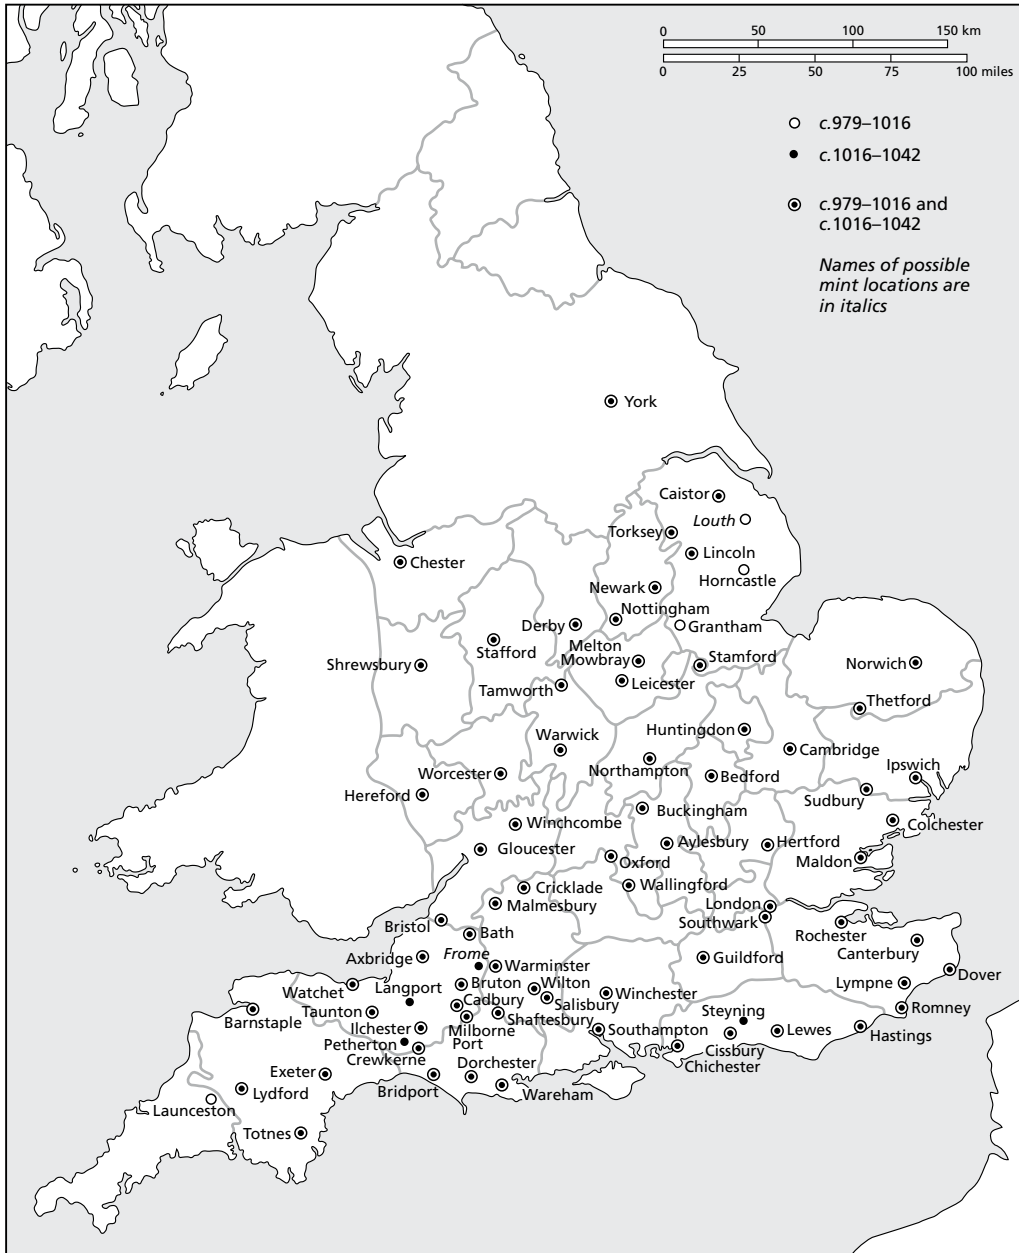 0 50 100 150 km
0 25 50 75 100 miles
c.979–1016
c.1016–1042
c.979–1016 and
c.1016–1042
Names of possible
mint locations are
in italics
York
Caistor
Louth
Torksey
Lincoln
Chester
Horncastle
Newark
Nottingham
Derby
Grantham
Stafford
Melton
Mowbray
Stamford
Shrewsbury
Norwich
Leicester
Tamworth
Thetford
Huntingdon
Warwick
Cambridge
Northampton
Ipswich
Worcester
Bedford
Hereford
Sudbury
Buckingham
Winchcombe
Colchester
Gloucester
Aylesbury
Hertford
Oxford
Maldon
Cricklade
Wallingford
Malmesbury
London
Southwark
Bristol
Bath
Rochester
Canterbury
Frome
Axbridge
Warminster
Guildford
Dover
Watchet
Langport
Bruton
Wilton
Lympne
Winchester
Cadbury
Salisbury
Barnstaple
Taunton
Shaftesbury
Steyning
Romney
Ilchester
Milborne
Port
Southampton
Lewes
Hastings
Petherton
Cissbury
Crewkerne
Chichester
Dorchester
Exeter
Bridport
Wareham
Lydford
Launceston
Totnes